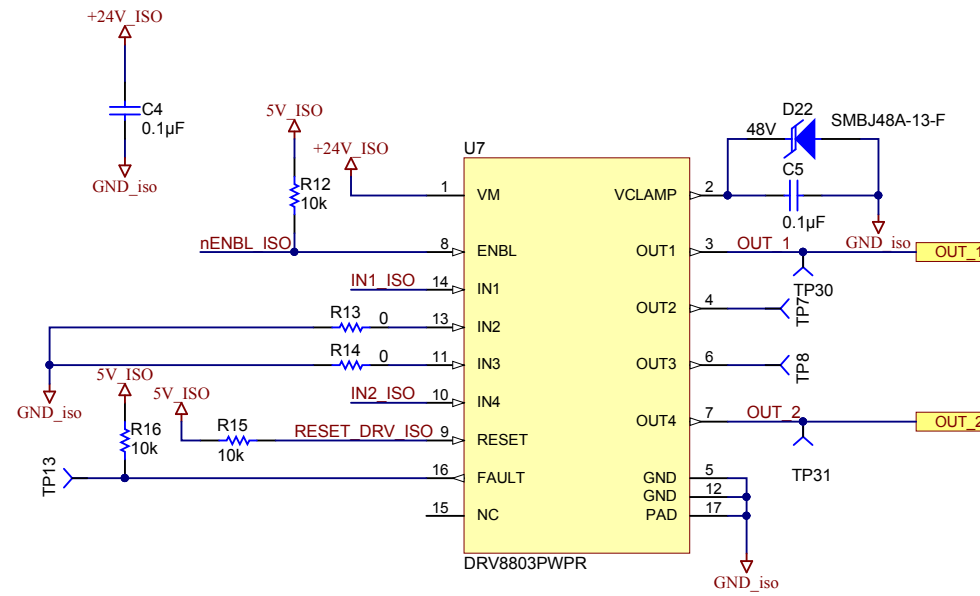 +24V_ISO
C4
0.1µF
GND_iso
5V_ISO
R12
10k
+24V_ISO
nENBL_ISO
IN1_ISO
R13 0
R14 0
GND_iso
5V_ISO
R16
10k
5V_ISO
R15
10k
IN2_ISO
RESET_DRV_ISO
TP13
U7
1 VM
8 ENBL
14 IN1
13 IN2
11 IN3
10 IN4
9 RESET
16 FAULT
15 NC
VCLAMP 2
OUT1 3
OUT2 4
OUT3 6
OUT4 7
GND 5
GND 12
PAD 17
DRV8803PWPR
D22
48V
SMBJ48A-13-F
C5
0.1µF
GND_iso
OUT_1
OUT_1
TP30
TP7
TP8
OUT_2
OUT_2
TP31
GND_iso